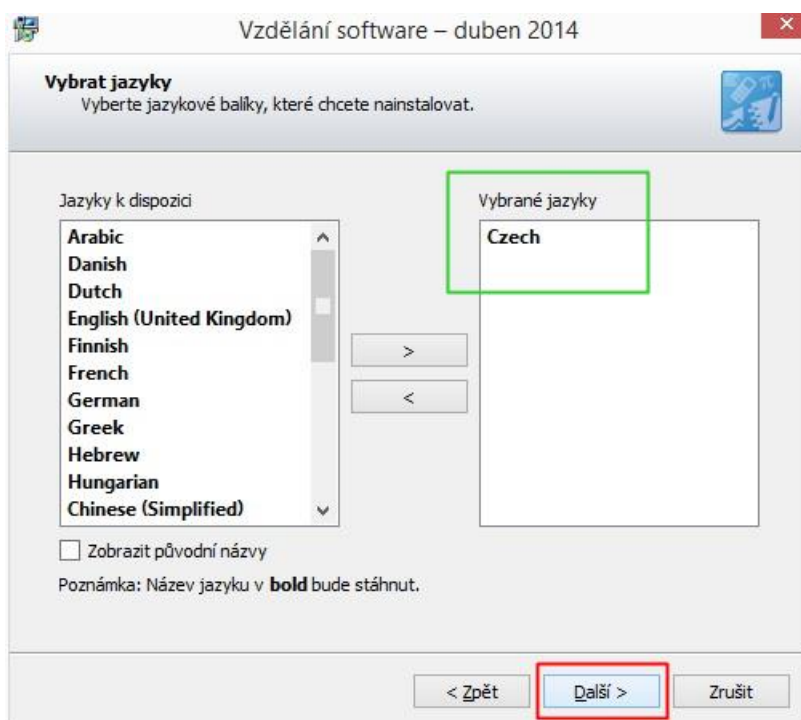 Vzdělání software – duben 2014
Vybrat jazyky
Vyberte jazykové balíky, které chcete nainstalovat.
Jazyky k dispozici
Arabic
Danish
Dutch
English (United Kingdom)
Finnish
French
German
Greek
Hebrew
Hungarian
Chinese (Simplified)
>
<
Vybrané jazyky
Czech
Zobrazit původní názvy
Poznámka: Název jazyku v bold bude stáhnut.
< Zpět
Další >
Zrušit